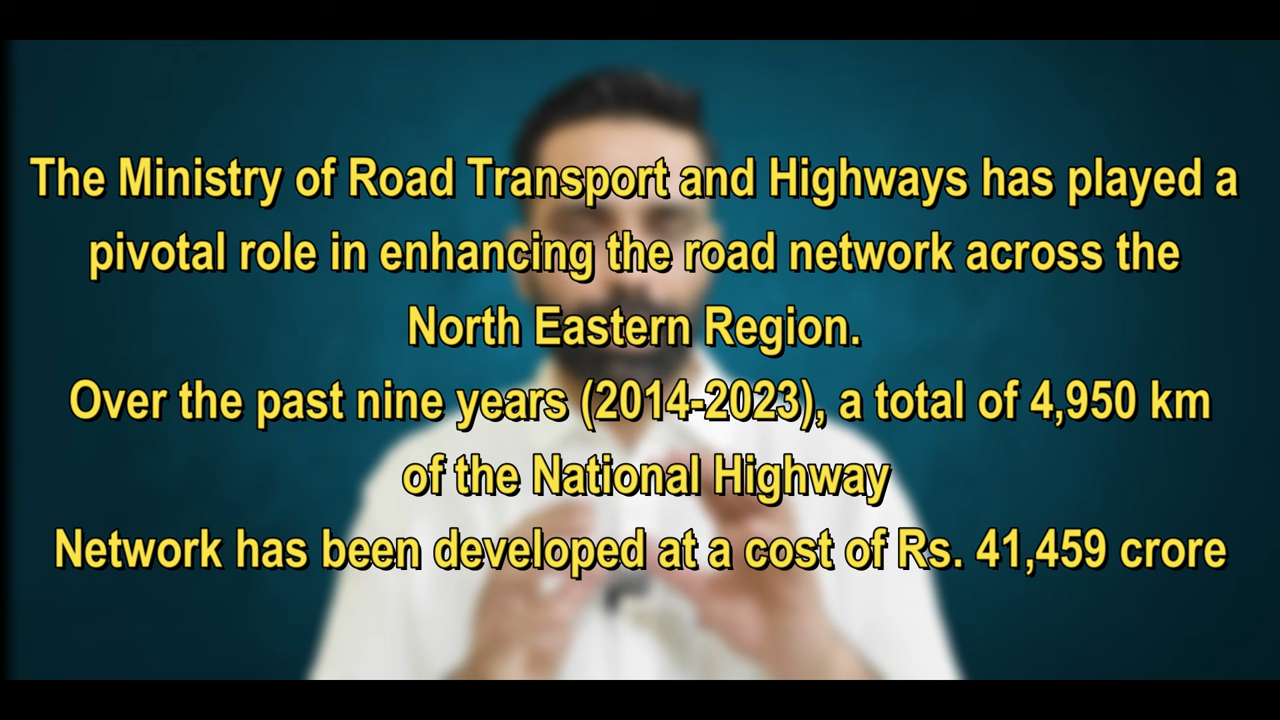 The Ministry of Road Transport and Highways has played a
pivotal role in enhancing the road network across the
North Eastern Region.
Over the past nine years (2014-2023), a total of 4,950 km
of the National Highway
Network has been developed at a cost of Rs. 41,459 crore